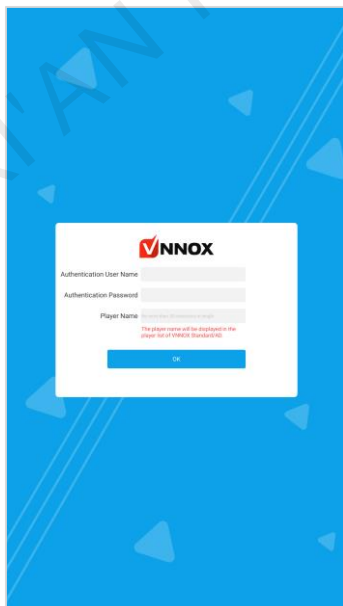 VNNOX
Authentication User Name
Authentication Password
Player Name
The player name will be displayed in the
player list of VNNOX Standard/AD.
OK